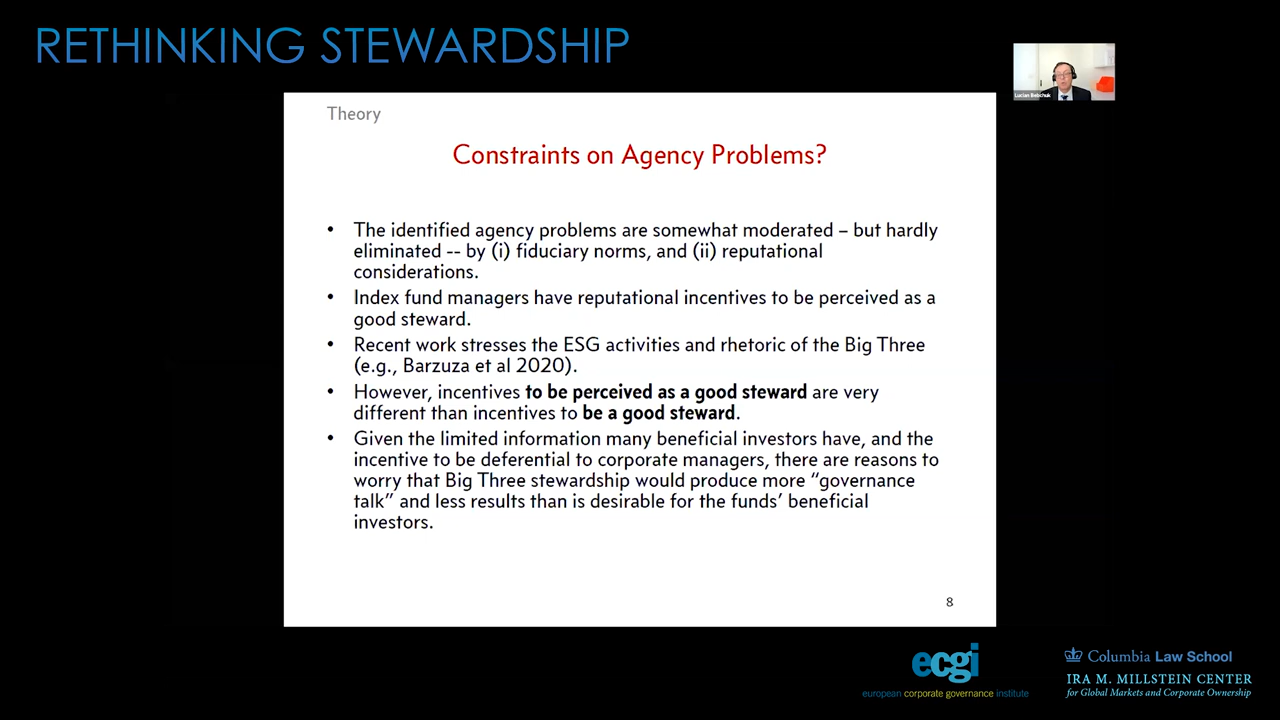 RETHINKING STEWARDSHIP
Lucian Bebchuk
Theory
Constraints on Agency Problems?
• The identified agency problems are somewhat moderated – but hardly
eliminated -- by (i) fiduciary norms, and (ii) reputational
considerations.
• Index fund managers have reputational incentives to be perceived as a
good steward.
• Recent work stresses the ESG activities and rhetoric of the Big Three
(e.g., Barzuza et al 2020).
• However, incentives to be perceived as a good steward are very
different than incentives to be a good steward.
• Given the limited information many beneficial investors have, and the
incentive to be deferential to corporate managers, there are reasons to
worry that Big Three stewardship would produce more “governance
talk” and less results than is desirable for the funds’ beneficial
investors.
8
ecgi
european corporate governance institute
Columbia Law School
IRA M. MILLSTEIN CENTER
for Global Markets and Corporate Ownership